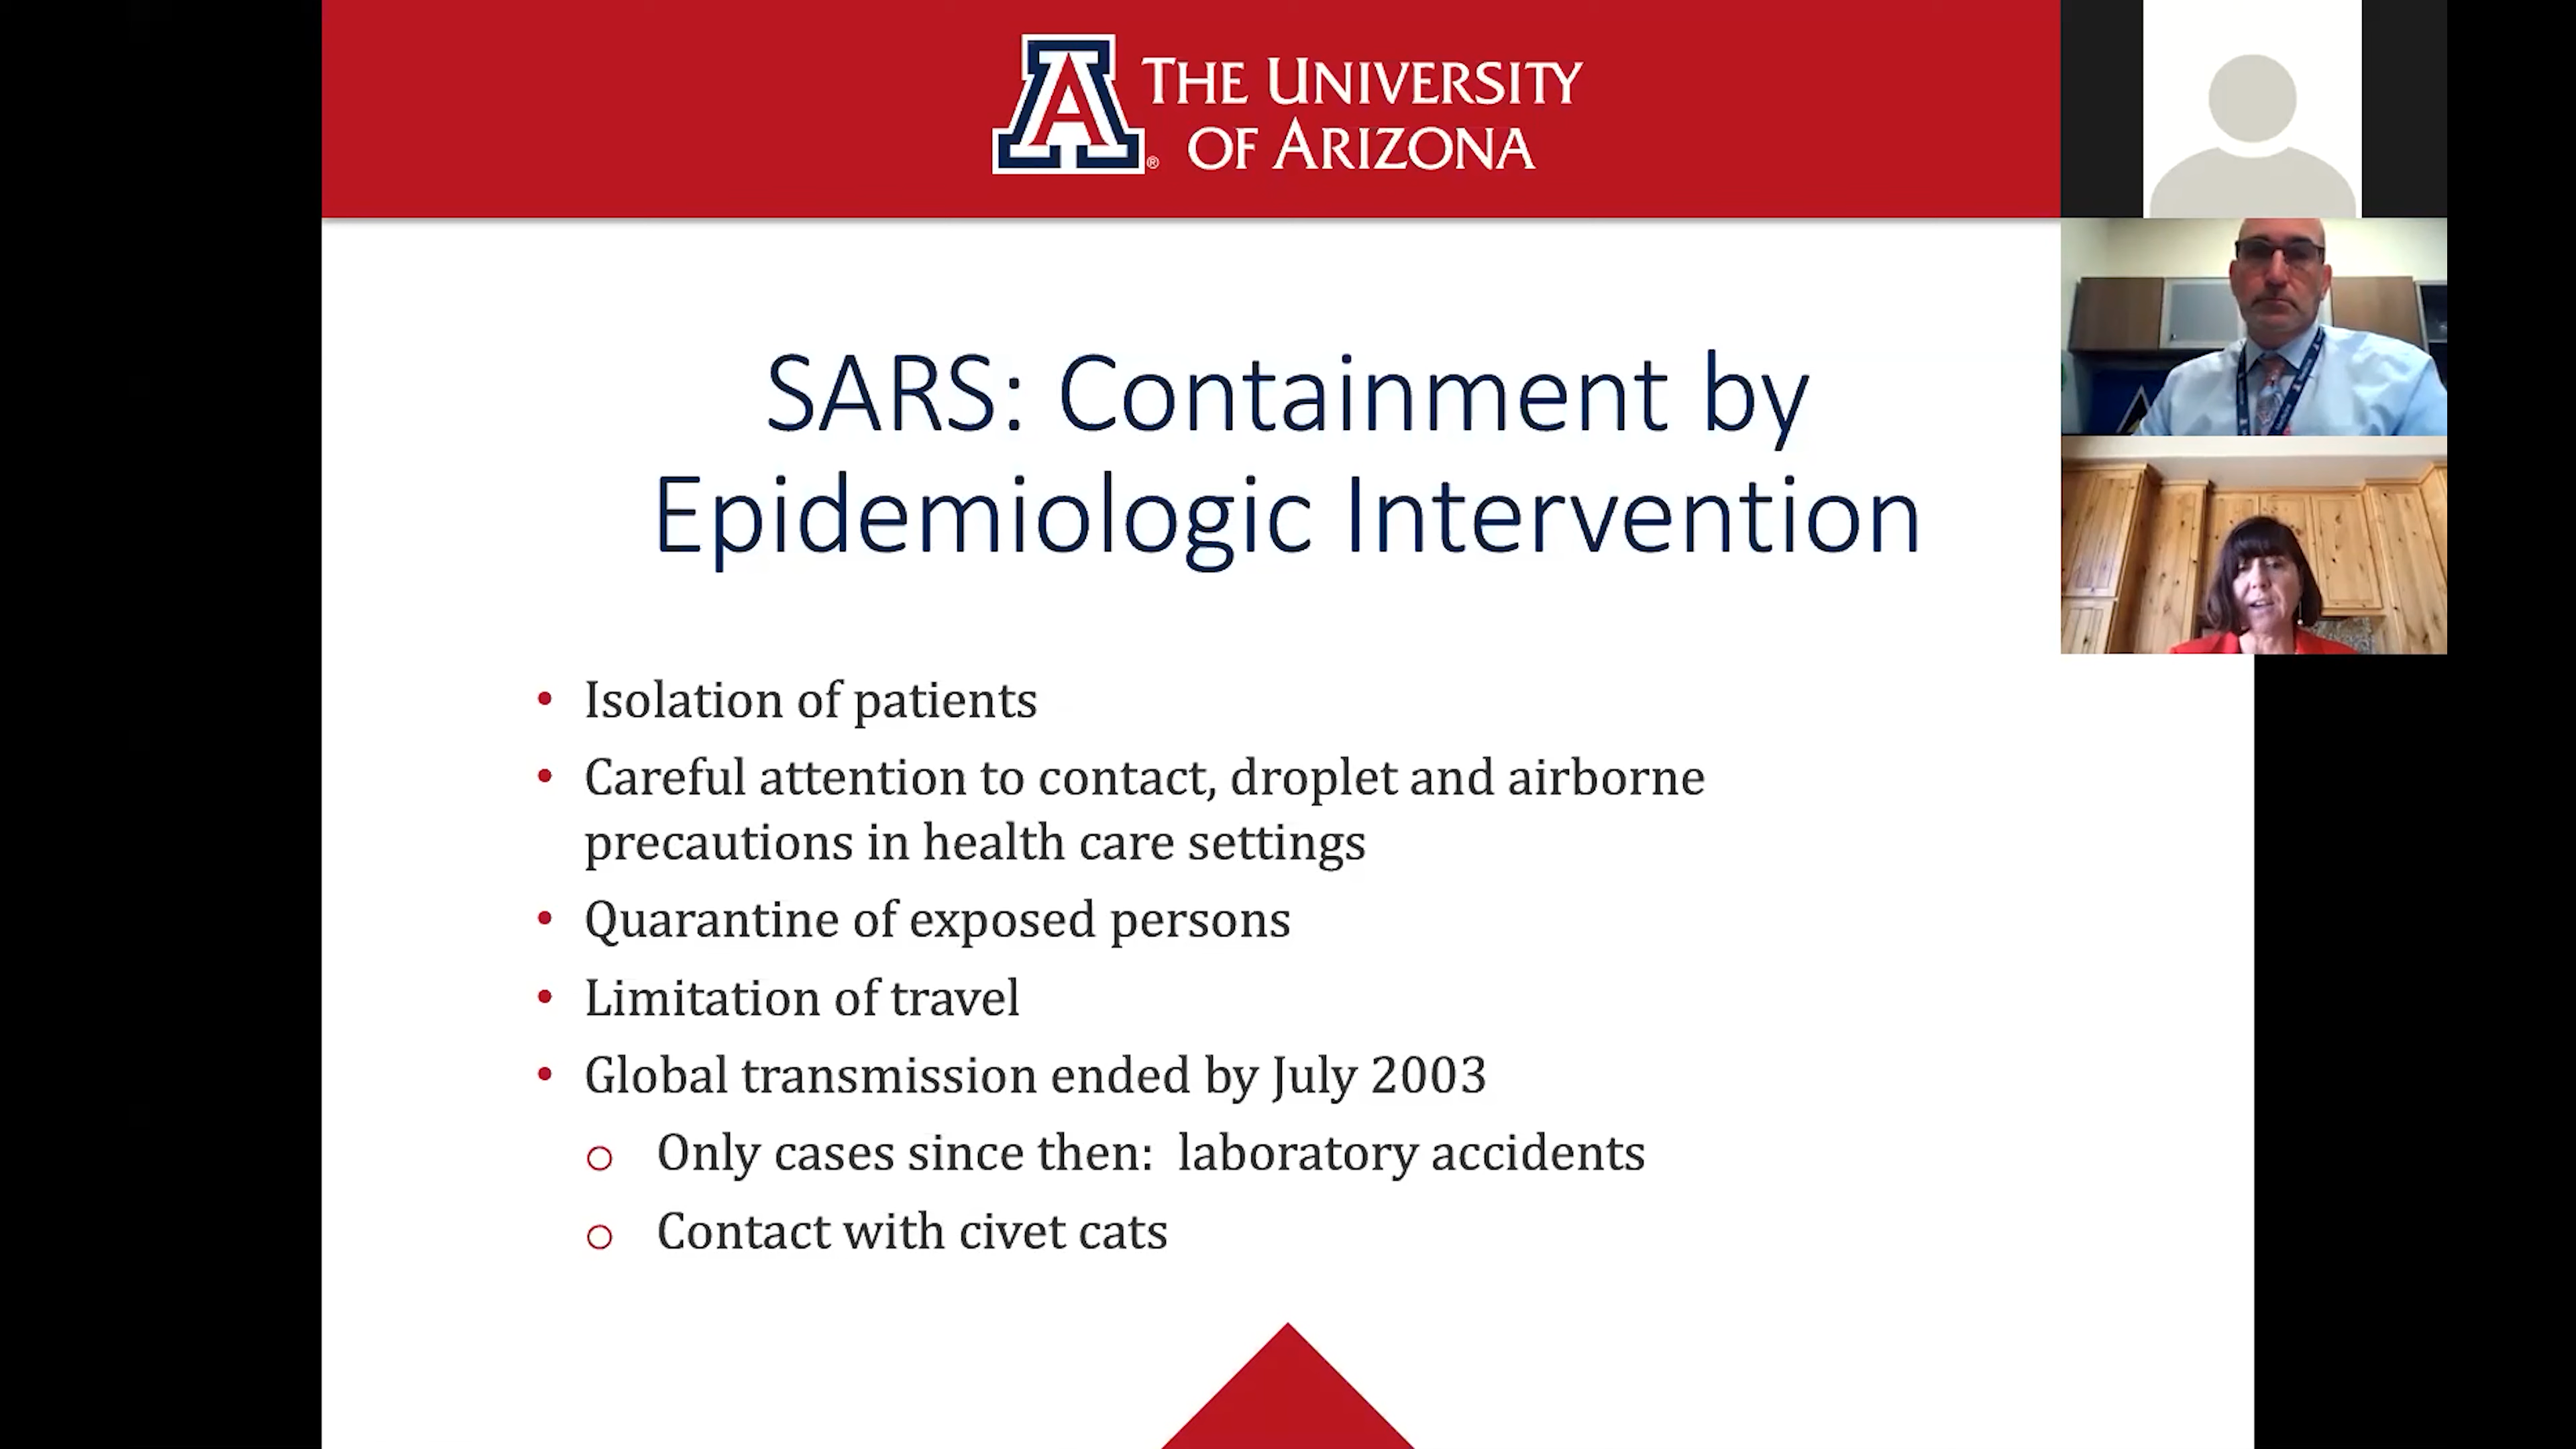 THE UNIVERSITY
OF ARIZONA
SARS: Containment by
Epidemiologic Intervention
• Isolation of patients
• Careful attention to contact, droplet and airborne
precautions in health care settings
• Quarantine of exposed persons
• Limitation of travel
• Global transmission ended by July 2003
o Only cases since then: laboratory accidents
o Contact with civet cats